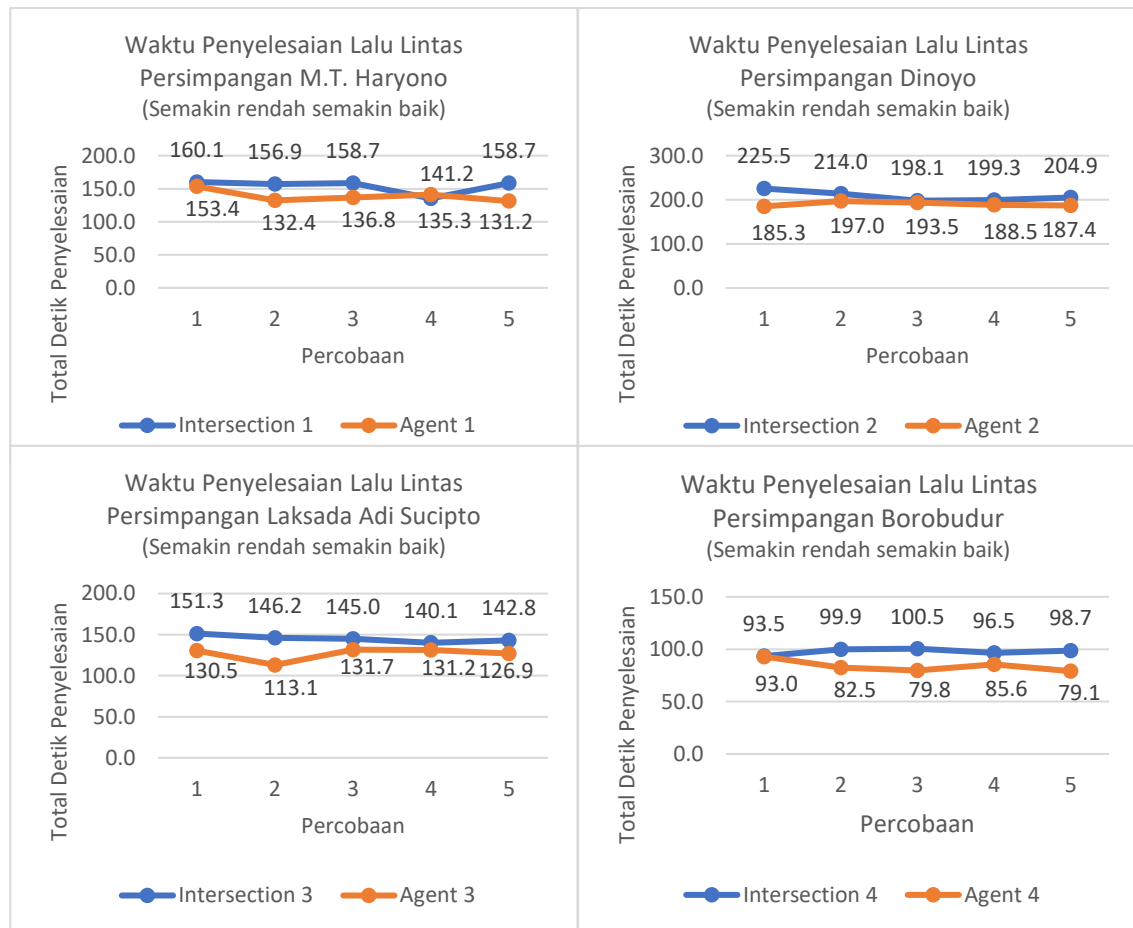 Waktu Penyelesaian Lalu Lintas
Persimpangan M.T. Haryono
(Semakin rendah semakin baik)
Total Detik Penyelesaian
200.0
150.0
100.0
50.0
0.0
160.1 156.9 158.7 141.2 158.7
153.4 132.4 136.8 135.3 131.2
1 2 3 4 5
Percobaan
Intersection 1 Agent 1
Waktu Penyelesaian Lalu Lintas
Persimpangan Dinoyo
(Semakin rendah semakin baik)
Total Detik Penyelesaian
300.0
200.0
100.0
0.0
225.5 214.0 198.1 199.3 204.9
185.3 197.0 193.5 188.5 187.4
1 2 3 4 5
Percobaan
Intersection 2 Agent 2
Waktu Penyelesaian Lalu Lintas
Persimpangan Laksada Adi Sucipto
(Semakin rendah semakin baik)
Total Detik Penyelesaian
200.0
150.0
100.0
50.0
0.0
151.3 146.2 145.0 140.1 142.8
130.5 113.1 131.7 131.2 126.9
1 2 3 4 5
Percobaan
Intersection 3 Agent 3
Waktu Penyelesaian Lalu Lintas
Persimpangan Borobudur
(Semakin rendah semakin baik)
Total Detik Penyelesaian
150.0
100.0
50.0
0.0
93.5 99.9 100.5 96.5 98.7
93.0 82.5 79.8 85.6 79.1
1 2 3 4 5
Percobaan
Intersection 4 Agent 4